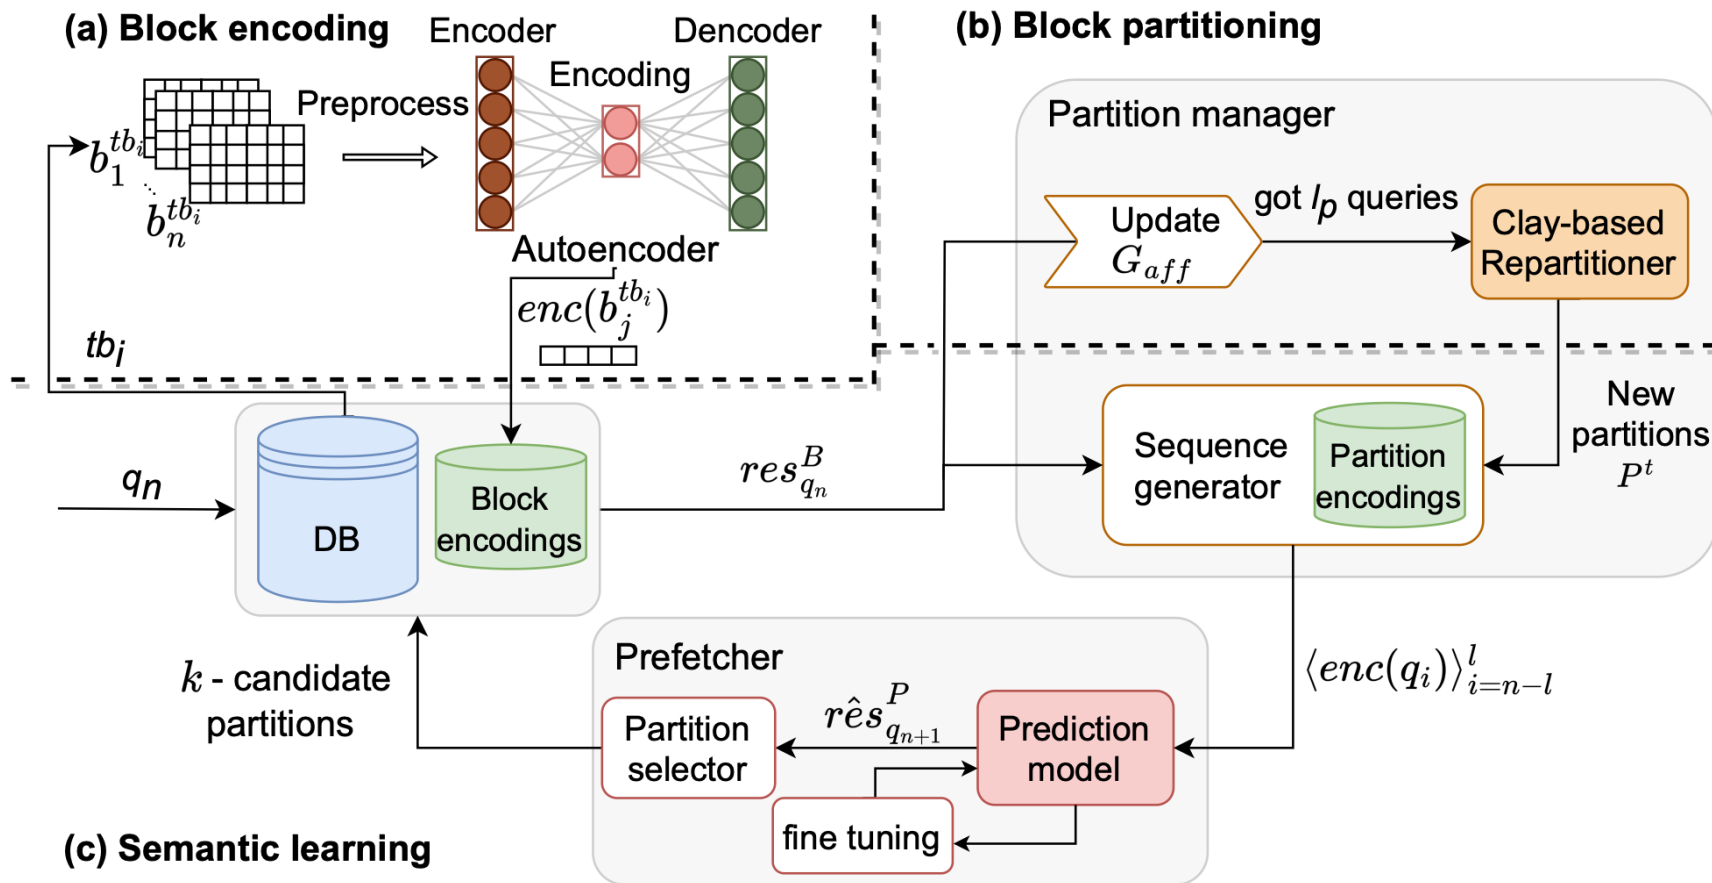 (a) Block encoding
Encoder
Dencoder
Encoding
Preprocess
b_1^{tb_i}
⋱
b_n^{tb_i}
Autoencoder
enc(b_j^{tb_i})
tb_i
(b) Block partitioning
Partition manager
Update
G_{aff}
got l_p queries
Clay-based
Repartitioner
New
partitions
P^t
Sequence
generator
Partition
encodings
q_n
DB
Block
encodings
res_{q_n}^B
⟨enc(q_i)⟩_{i=n-l}^l
Prefetcher
k - candidate
partitions
Partition
selector
rês_{q_{n+1}}^P
Prediction
model
fine tuning
(c) Semantic learning